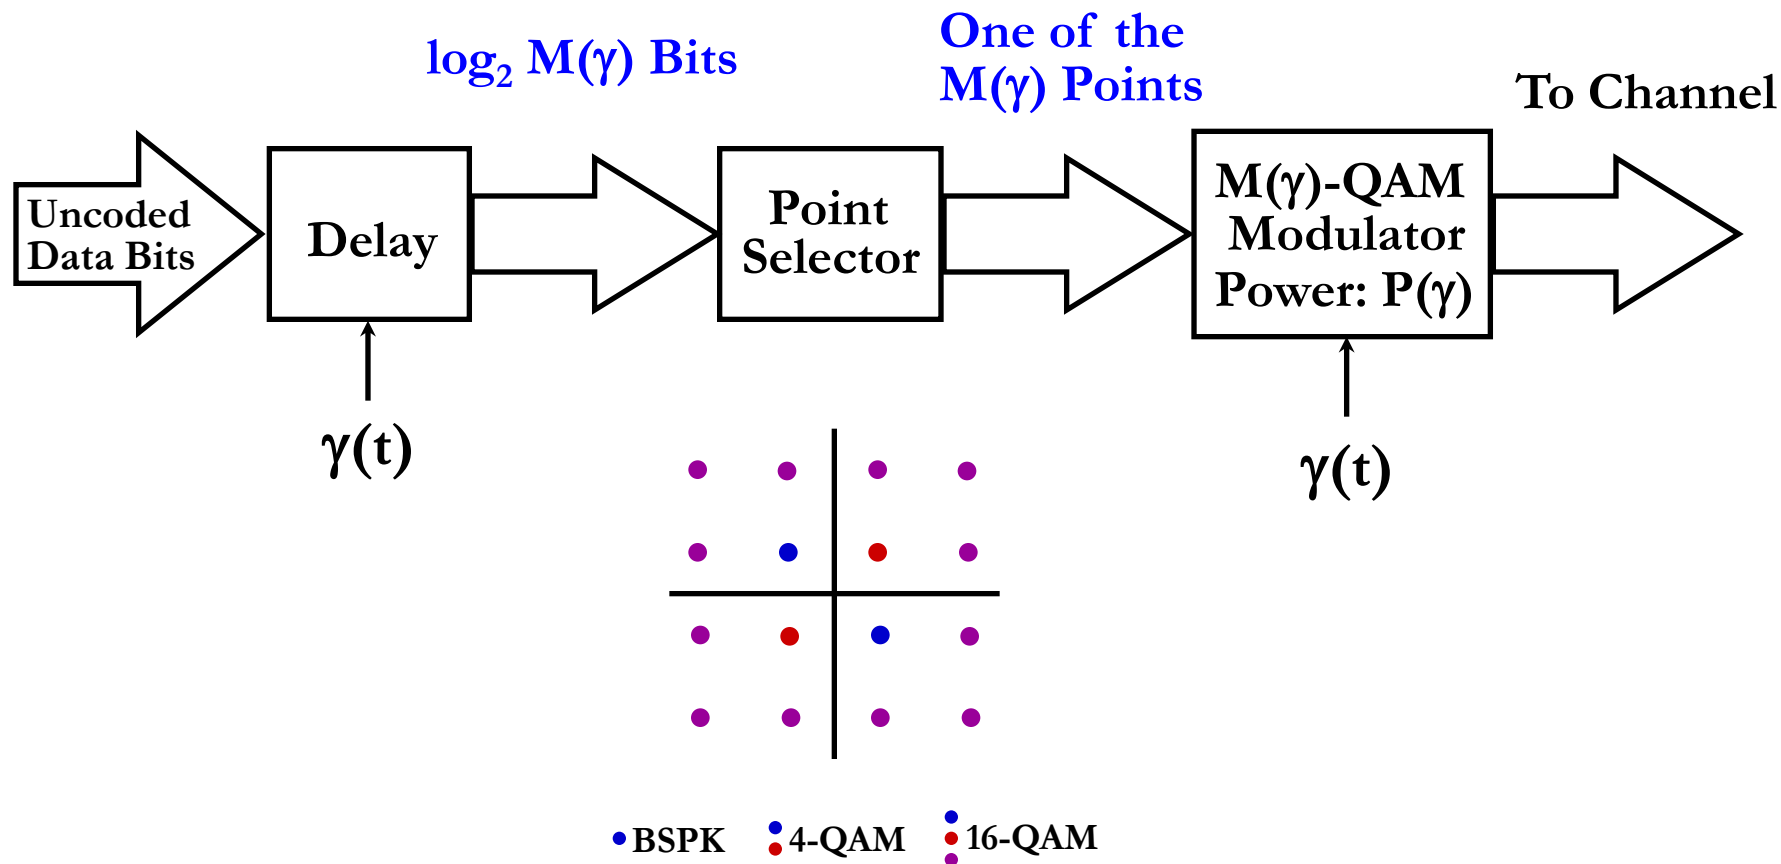 log₂ M(γ) Bits
One of the
M(γ) Points
To Channel
Uncoded
Data Bits
Delay
Point
Selector
M(γ)-QAM
Modulator
Power: P(γ)
γ(t)
γ(t)
BSPK
4-QAM
16-QAM